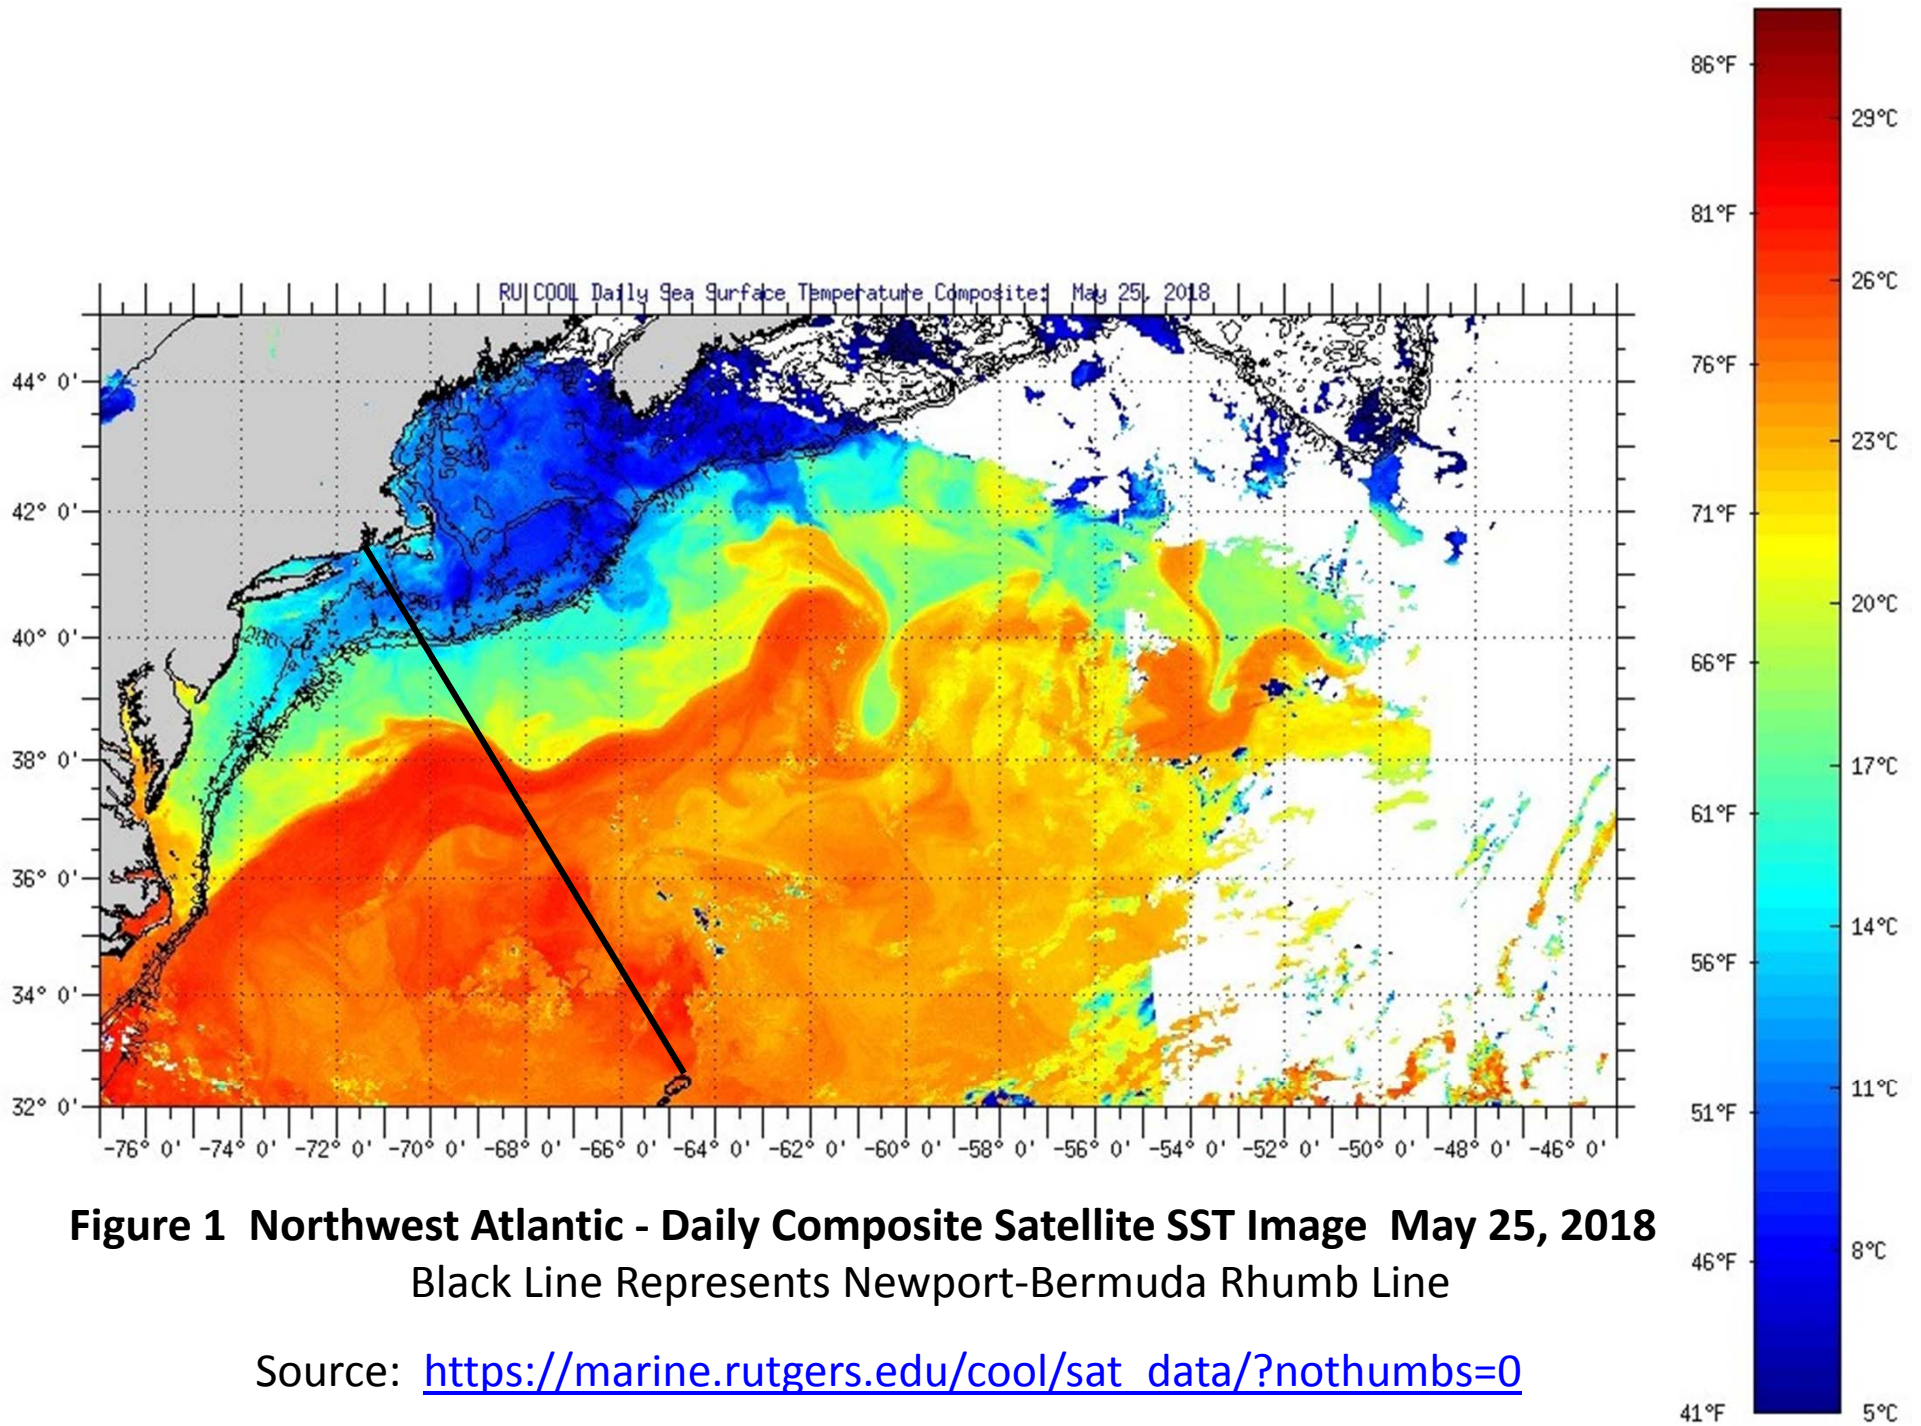 86°F
29°C
81°F
26°C
RU COOL Daily Sea Surface Temperature Composite: May 25, 2018
76°F
44° 0'
23°C
42° 0'
71°F
20°C
40° 0'
66°F
38° 0'
17°C
61°F
36° 0'
14°C
56°F
34° 0'
11°C
51°F
32° 0'
-76° 0' -74° 0' -72° 0' -70° 0' -68° 0' -66° 0' -64° 0' -62° 0' -60° 0' -58° 0' -56° 0' -54° 0' -52° 0' -50° 0' -48° 0' -46° 0'
Figure 1 Northwest Atlantic - Daily Composite Satellite SST Image May 25, 2018
8°C
46°F
Black Line Represents Newport-Bermuda Rhumb Line
Source: https://marine.rutgers.edu/cool/sat_data/?nothumbs=0
41°F
5°C